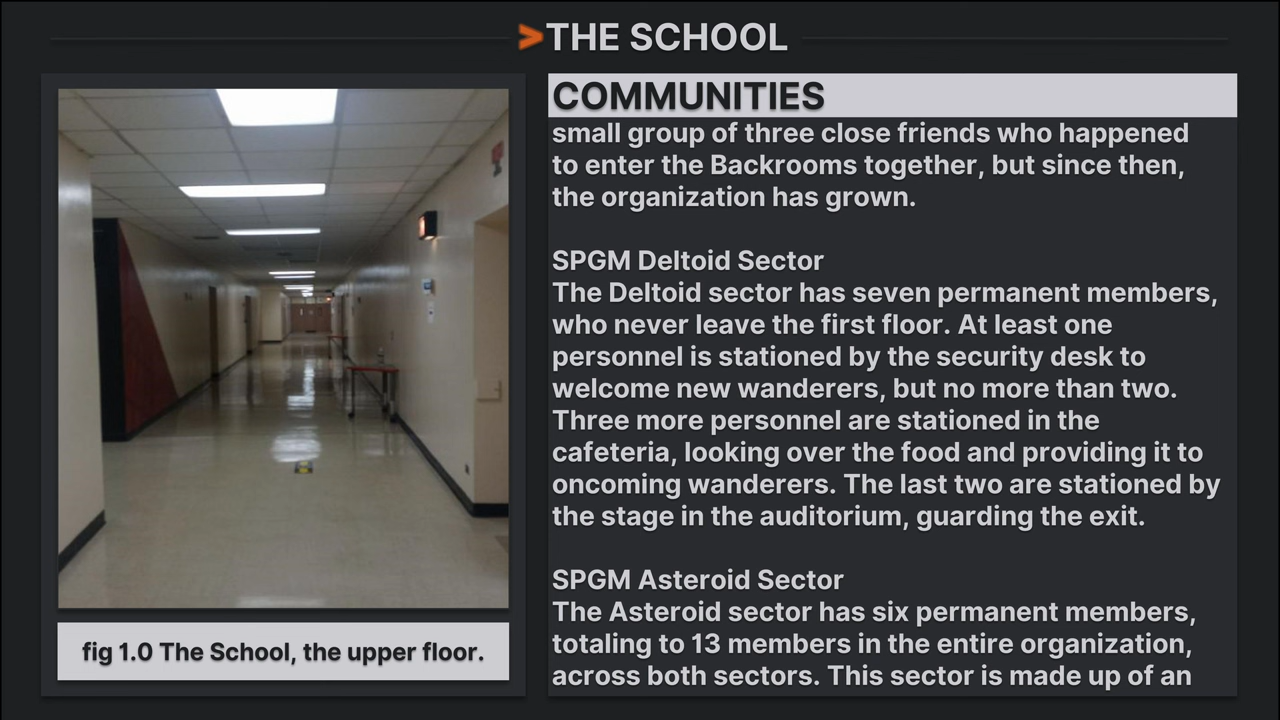 >THE SCHOOL
COMMUNITIES
small group of three close friends who happened
to enter the Backrooms together, but since then,
the organization has grown.
SPGM Deltoid Sector
The Deltoid sector has seven permanent members,
who never leave the first floor. At least one
personnel is stationed by the security desk to
welcome new wanderers, but no more than two.
Three more personnel are stationed in the
cafeteria, looking over the food and providing it to
oncoming wanderers. The last two are stationed by
the stage in the auditorium, guarding the exit.
SPGM Asteroid Sector
The Asteroid sector has six permanent members,
totaling to 13 members in the entire organization,
across both sectors. This sector is made up of an
fig 1.0 The School, the upper floor.